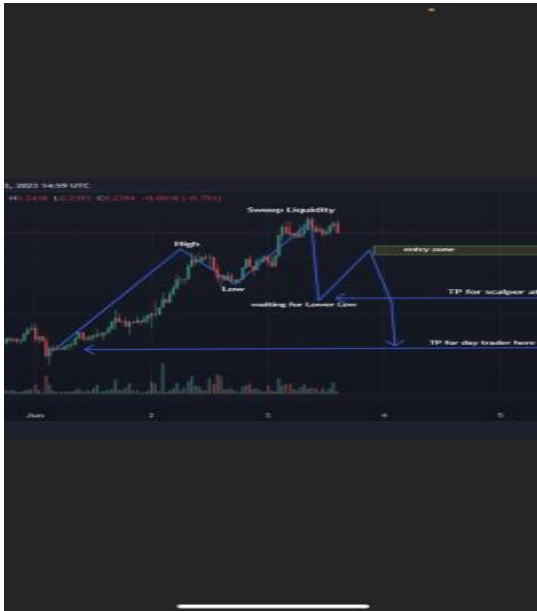 , 2023 14:59 UTC
Sweep Liquidity
High
entry zone
Low
TP for scalper at
waiting for Lower Low
TP for day trader here
Jun 2 3 4 5